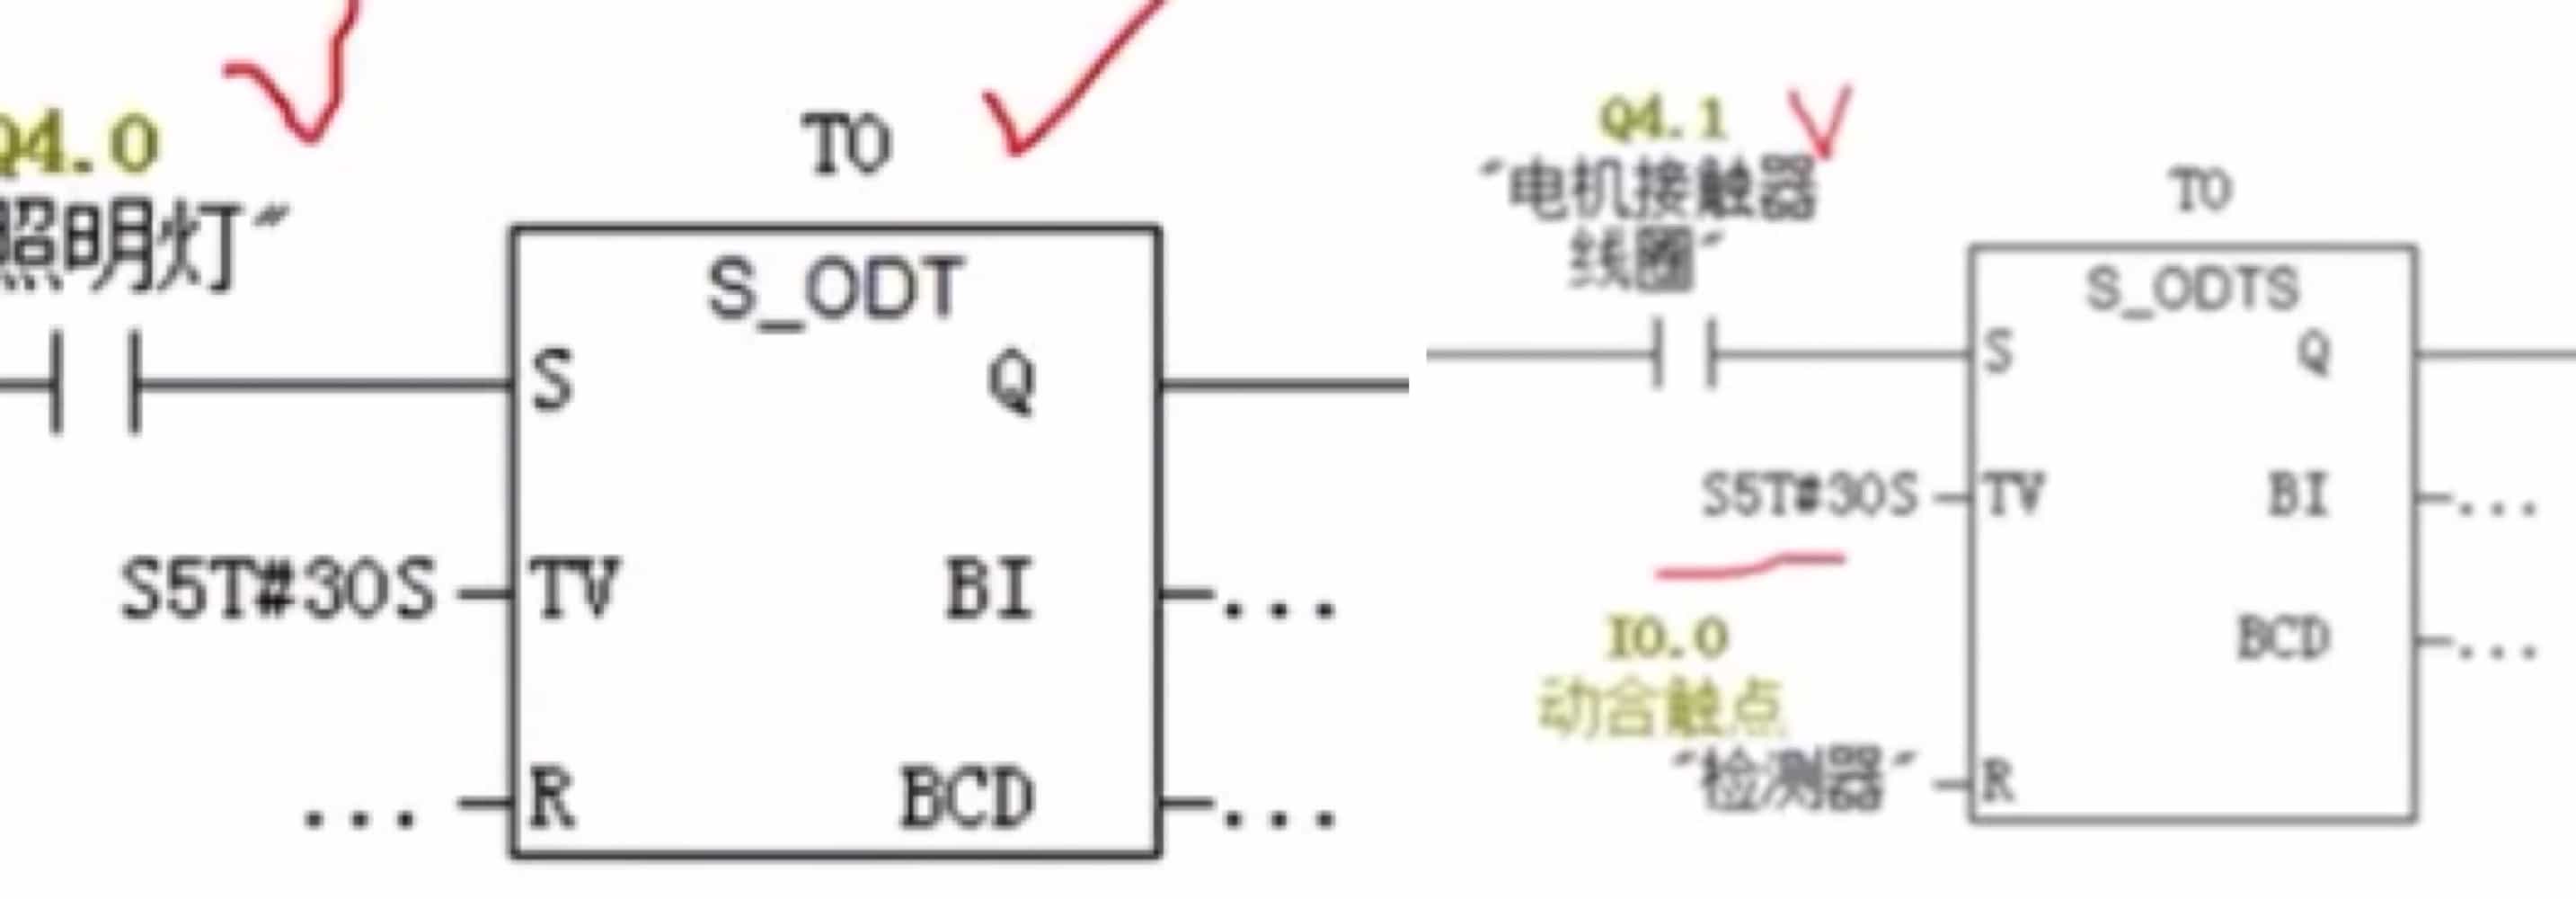 Q4.0
照明灯"
T0
S_ODT
S
Q
S5T#30S
TV
BI
...
...
R
BCD
...
Q4.1
"电机接触器
线圈"
T0
S_ODTS
S
Q
S5T#30S
TV
BI
...
I0.0
BCD
...
动合触点
"检测器"
R